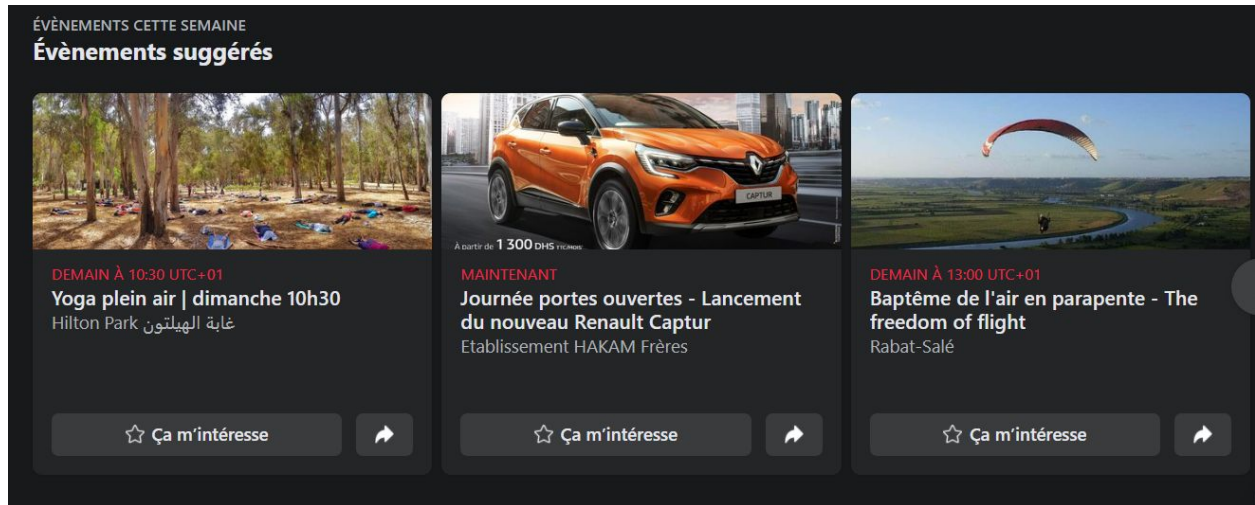 ÉVÈNEMENTS CETTE SEMAINE
Évènements suggérés
À partir de 1 300 DHS TTC/MOIS
CAPTUR
DEMAIN À 10:30 UTC+01
Yoga plein air | dimanche 10h30
Hilton Park غابة الهيلتون
Ça m'intéresse
MAINTENANT
Journée portes ouvertes - Lancement
du nouveau Renault Captur
Etablissement HAKAM Frères
Ça m'intéresse
DEMAIN À 13:00 UTC+01
Baptême de l'air en parapente - The
freedom of flight
Rabat-Salé
Ça m'intéresse